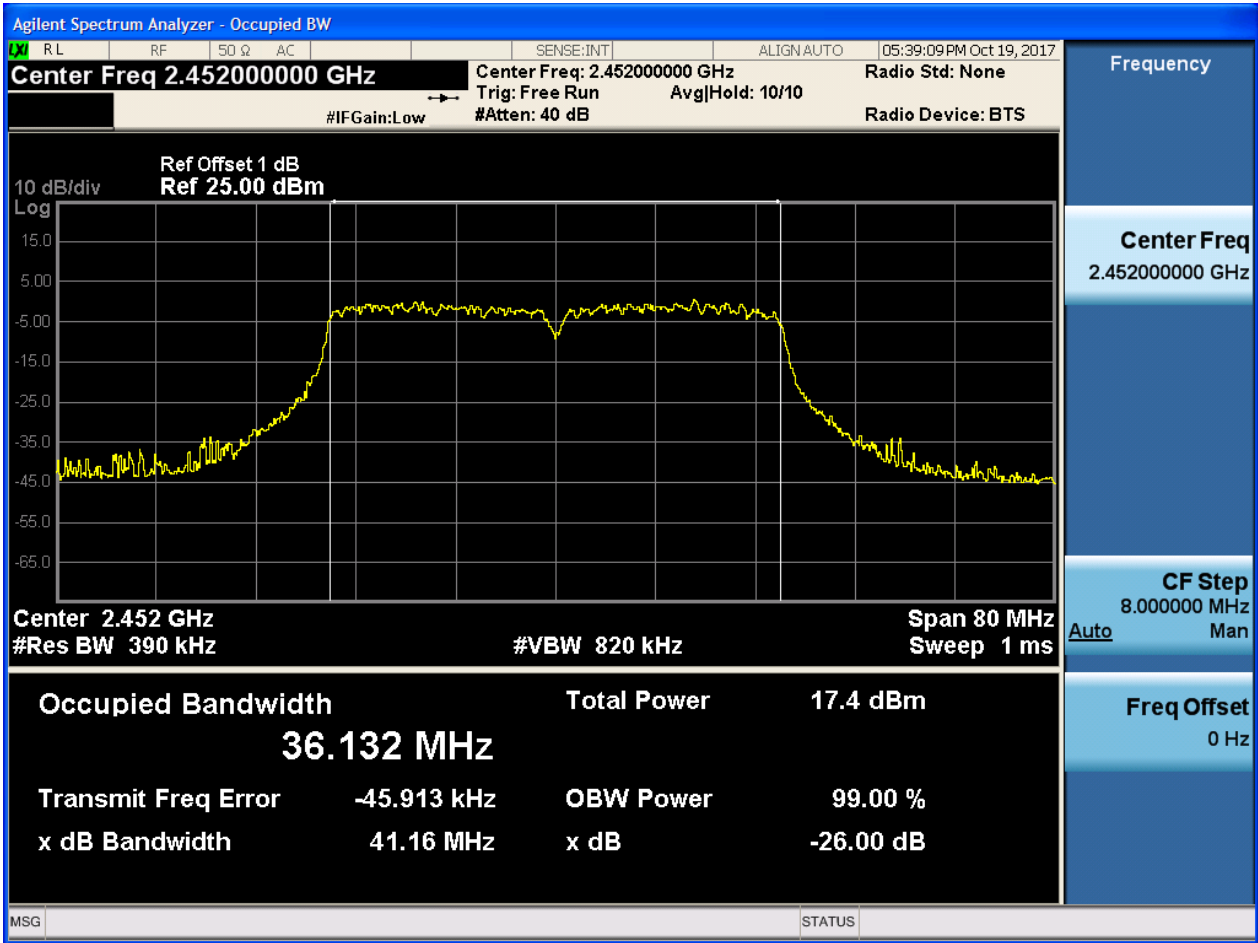 Agilent Spectrum Analyzer - Occupied BW
LXI RL RF 50 Ω AC SENSE:INT ALIGNAUTO 05:39:09PM Oct 19, 2017
Center Freq 2.452000000 GHz
Center Freq: 2.452000000 GHz Radio Std: None
Trig: Free Run Avg|Hold: 10/10
#IFGain:Low #Atten: 40 dB Radio Device: BTS
Ref Offset 1 dB
10 dB/div Ref 25.00 dBm
Log
15.0
5.00
-5.00
-15.0
-25.0
-35.0
-45.0
-55.0
-65.0
Center 2.452 GHz Span 80 MHz
#Res BW 390 kHz #VBW 820 kHz Sweep 1 ms
Occupied Bandwidth Total Power 17.4 dBm
36.132 MHz
Transmit Freq Error -45.913 kHz OBW Power 99.00 %
x dB Bandwidth 41.16 MHz x dB -26.00 dB
MSG STATUS
Frequency
Center Freq
2.452000000 GHz
CF Step
8.000000 MHz
Auto Man
Freq Offset
0 Hz